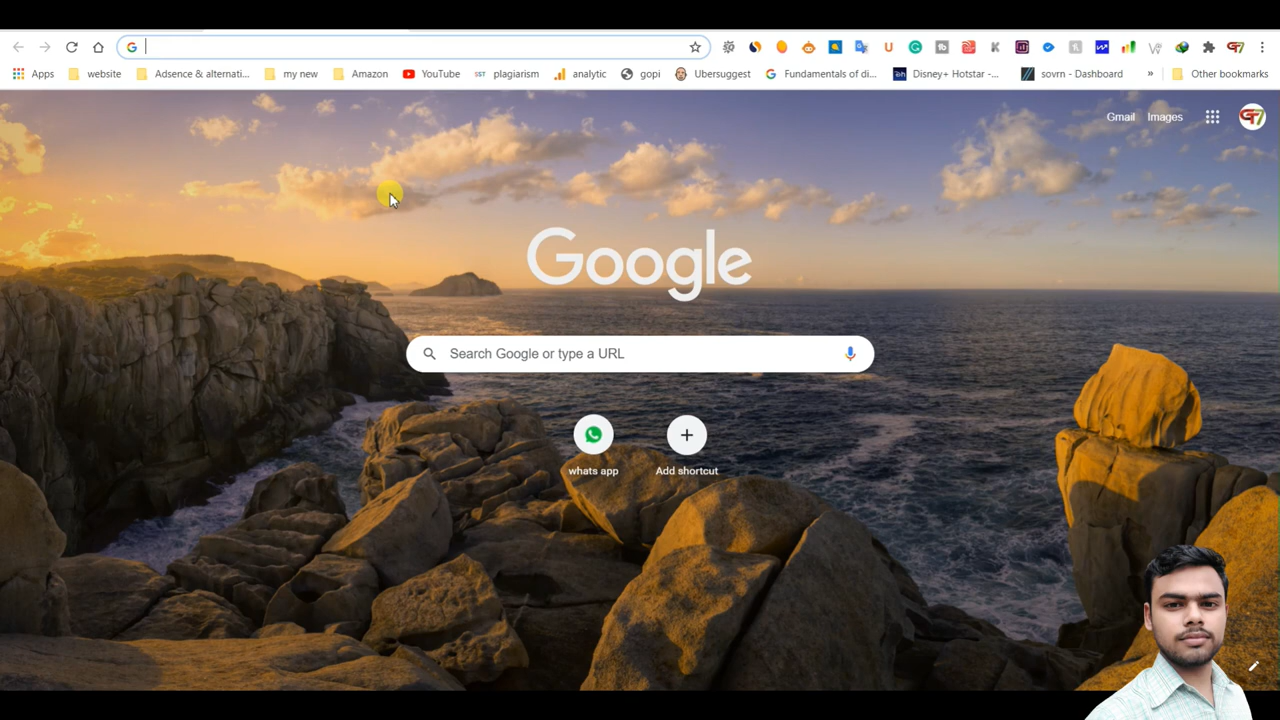 Apps website Adsence & alternati... my new Amazon YouTube SST plagiarism analytic gopi Ubersuggest Fundamentals of di... Disney+ Hotstar -... sovrn - Dashboard » Other bookmarks
Gmail Images
Google
Search Google or type a URL
whats app Add shortcut